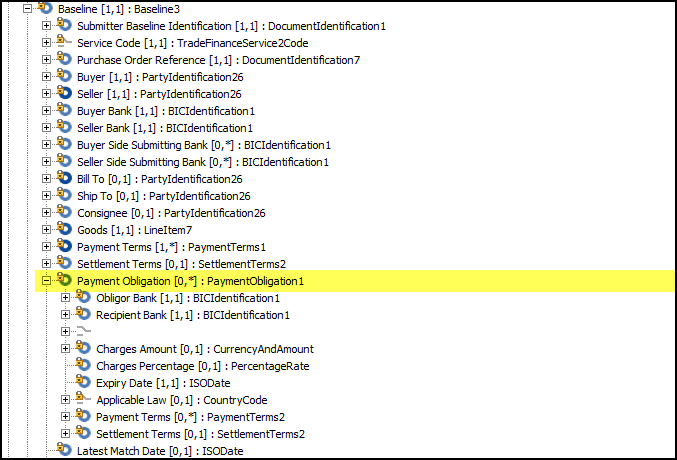 Baseline [1,1] : Baseline3
Submitter Baseline Identification [1,1] : DocumentIdentification1
Service Code [1,1] : TradeFinanceService2Code
Purchase Order Reference [1,1] : DocumentIdentification7
Buyer [1,1] : PartyIdentification26
Seller [1,1] : PartyIdentification26
Buyer Bank [1,1] : BICIdentification1
Seller Bank [1,1] : BICIdentification1
Buyer Side Submitting Bank [0,*] : BICIdentification1
Seller Side Submitting Bank [0,*] : BICIdentification1
Bill To [0,1] : PartyIdentification26
Ship To [0,1] : PartyIdentification26
Consignee [0,1] : PartyIdentification26
Goods [1,1] : LineItem7
Payment Terms [1,*] : PaymentTerms1
Settlement Terms [0,1] : SettlementTerms2
Payment Obligation [0,*] : PaymentObligation1
Obligor Bank [1,1] : BICIdentification1
Recipient Bank [1,1] : BICIdentification1
Charges Amount [0,1] : CurrencyAndAmount
Charges Percentage [0,1] : PercentageRate
Expiry Date [1,1] : ISODate
Applicable Law [0,1] : CountryCode
Payment Terms [0,*] : PaymentTerms2
Settlement Terms [0,1] : SettlementTerms2
Latest Match Date [0,1] : ISODate